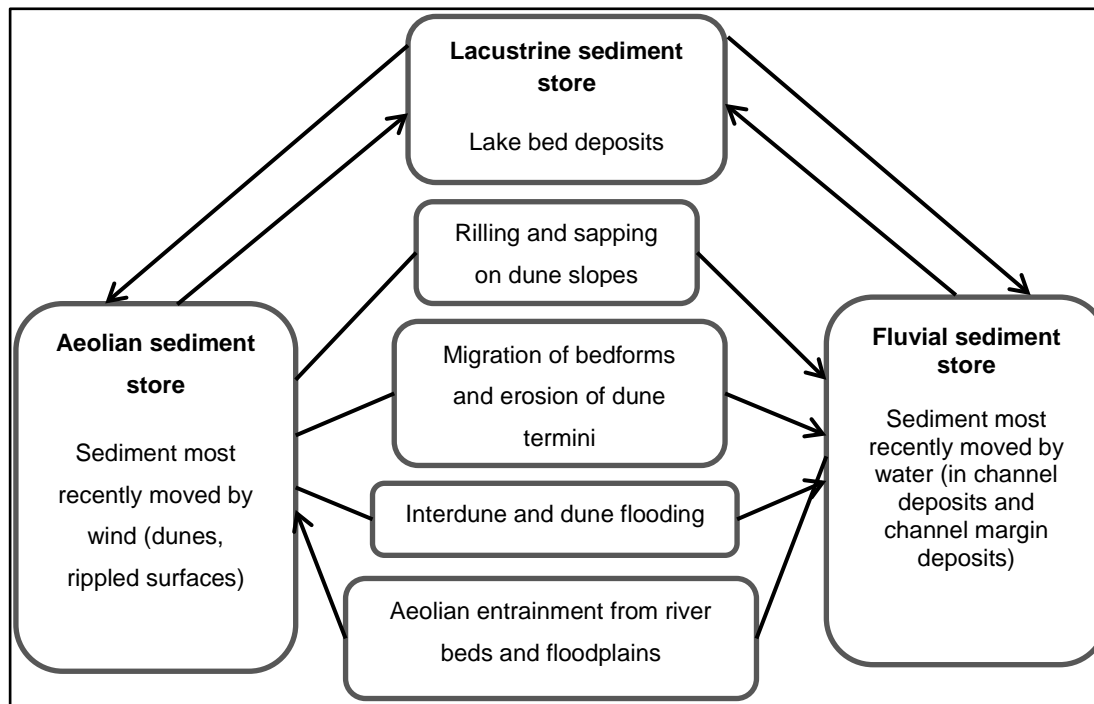 Lacustrine sediment
store
Lake bed deposits
Rilling and sapping
on dune slopes
Aeolian sediment
store
Sediment most
recently moved by
wind (dunes,
rippled surfaces)
Migration of bedforms
and erosion of dune
termini
Interdune and dune flooding
Aeolian entrainment from river
beds and floodplains
Fluvial sediment
store
Sediment most
recently moved by
water (in channel
deposits and
channel margin
deposits)